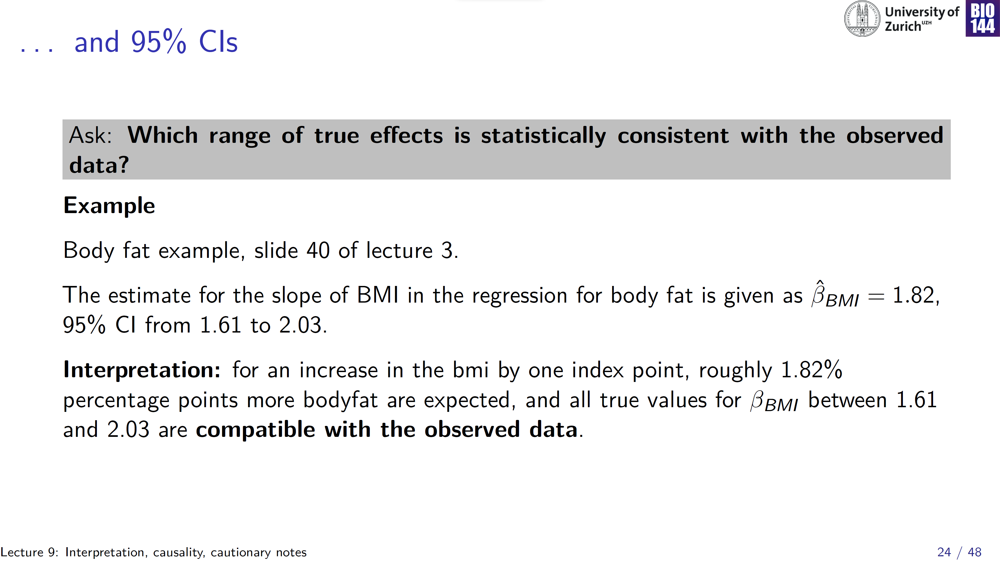 University of
Zurich UZH
BIO
144
. . . and 95% CIs
Ask: Which range of true effects is statistically consistent with the observed
data?
Example
Body fat example, slide 40 of lecture 3.
The estimate for the slope of BMI in the regression for body fat is given as β̂_BMI = 1.82,
95% CI from 1.61 to 2.03.
Interpretation: for an increase in the bmi by one index point, roughly 1.82%
percentage points more bodyfat are expected, and all true values for β_BMI between 1.61
and 2.03 are compatible with the observed data.
Lecture 9: Interpretation, causality, cautionary notes
24 / 48